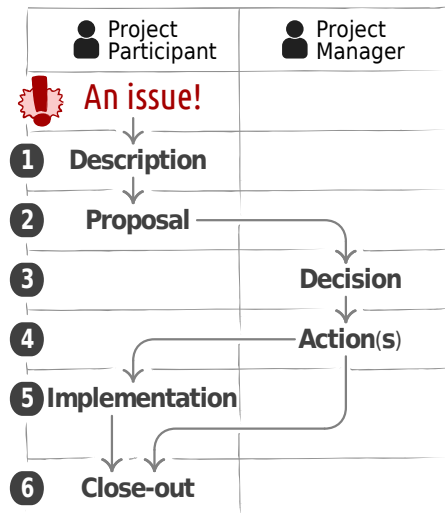 Project
Participant
Project
Manager
An issue!
1 Description
2 Proposal
3 Decision
4 Action(s)
5 Implementation
6 Close-out